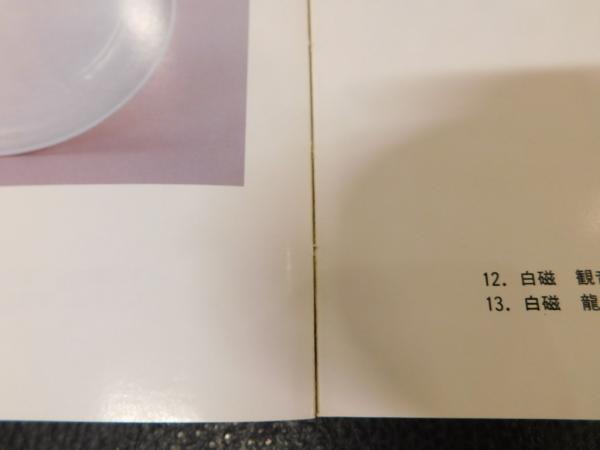 12. 白磁 観
13. 白磁 龍